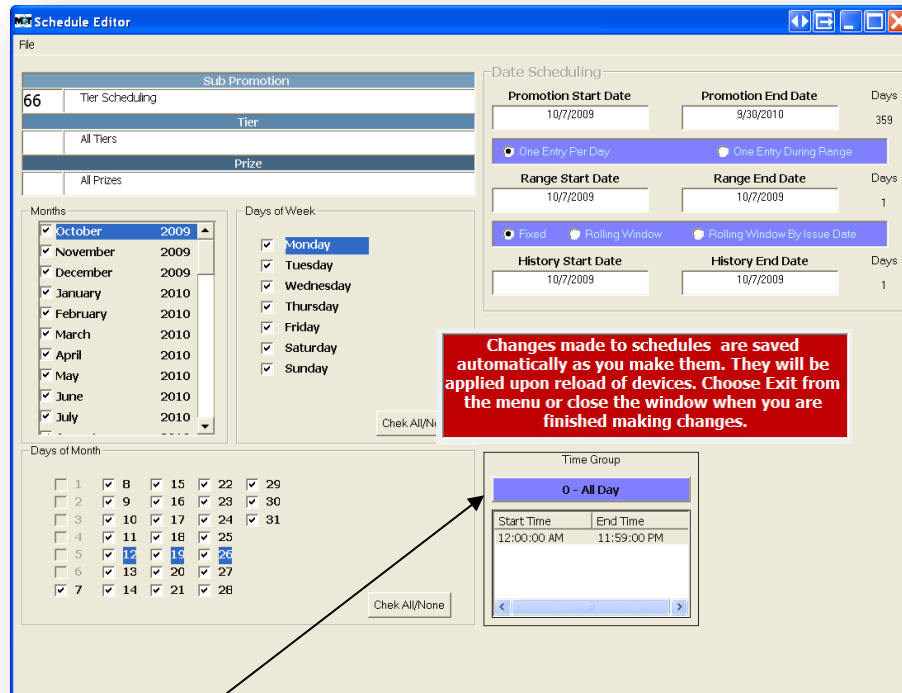 Schedule Editor
File
Sub Promotion
66 Tier Scheduling
Tier
All Tiers
Prize
All Prizes
Date Scheduling
Promotion Start Date Promotion End Date Days
10/7/2009 9/30/2010 359
One Entry Per Day One Entry During Range
Range Start Date Range End Date Days
10/7/2009 10/7/2009 1
Fixed Rolling Window Rolling Window By Issue Date
History Start Date History End Date Days
10/7/2009 10/7/2009 1
Months
October 2009
November 2009
December 2009
January 2010
February 2010
March 2010
April 2010
May 2010
June 2010
July 2010
Days of Week
Monday
Tuesday
Wednesday
Thursday
Friday
Saturday
Sunday
Chek All/N
Changes made to schedules are saved
automatically as you make them. They will be
applied upon reload of devices. Choose Exit from
the menu or close the window when you are
finished making changes.
Days of Month
1 8 15 22 29
2 9 16 23 30
3 10 17 24 31
4 11 18 25
5 12 19 26
6 13 20 27
7 14 21 28
Chek All/None
Time Group
0 - All Day
Start Time End Time
12:00:00 AM 11:59:00 PM